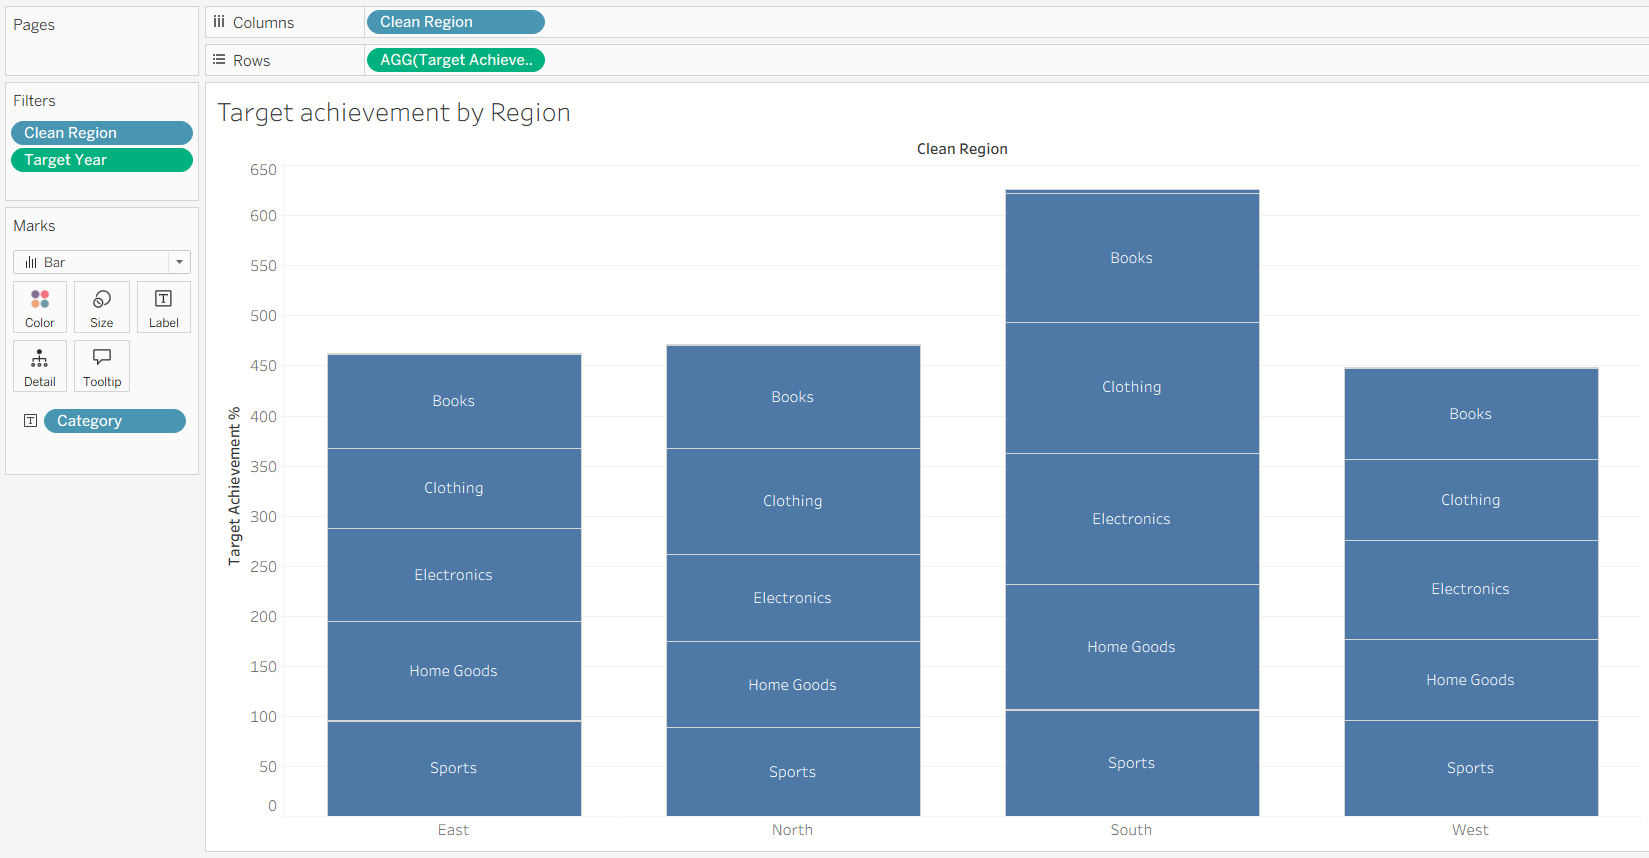 Pages
Columns
Clean Region
Rows
AGG(Target Achieve..
Filters
Clean Region
Target Year
Marks
Bar
Color
Size
Label
Detail
Tooltip
Category
Target achievement by Region
Clean Region
Target Achievement %
650
600
550
500
450
400
350
300
250
200
150
100
50
0
Books
Clothing
Electronics
Home Goods
Sports
Books
Clothing
Electronics
Home Goods
Sports
Books
Clothing
Electronics
Home Goods
Sports
Books
Clothing
Electronics
Home Goods
Sports
East
North
South
West